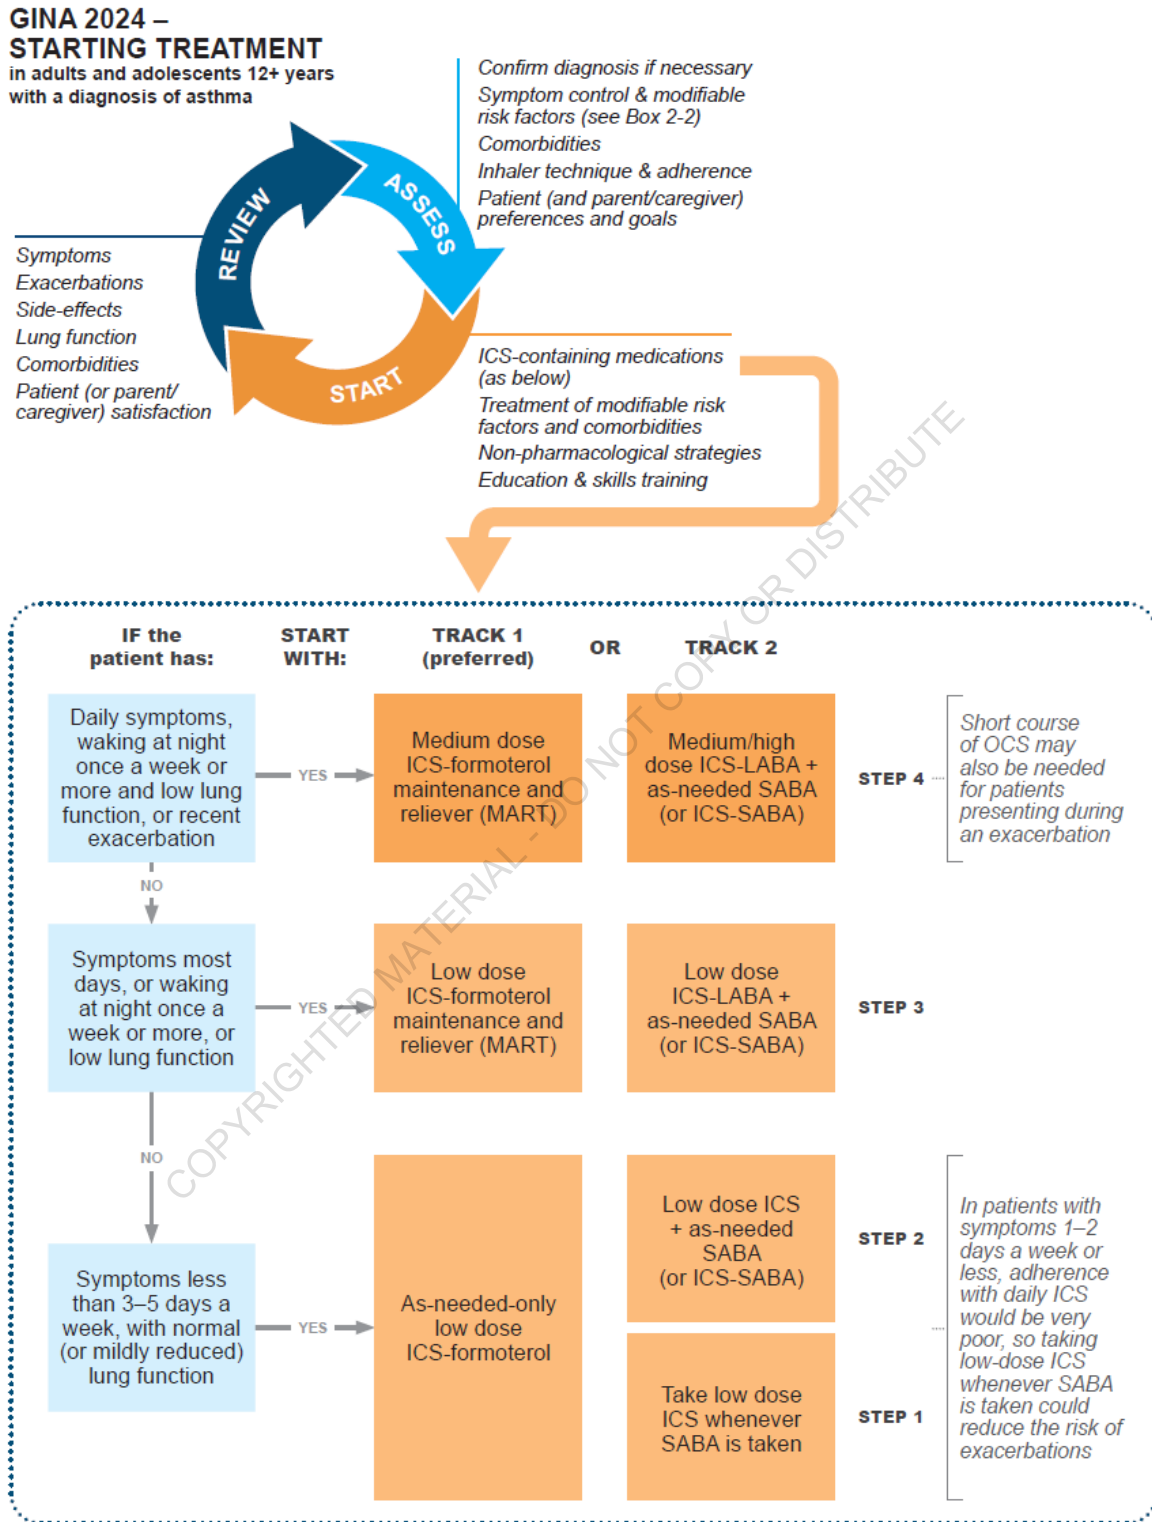 GINA 2024 –
STARTING TREATMENT
in adults and adolescents 12+ years
with a diagnosis of asthma
Confirm diagnosis if necessary
Symptom control & modifiable
risk factors (see Box 2-2)
Comorbidities
Inhaler technique & adherence
Patient (and parent/caregiver)
preferences and goals
ASSESS
REVIEW
START
Symptoms
Exacerbations
Side-effects
Lung function
Comorbidities
Patient (or parent/
caregiver) satisfaction
ICS-containing medications
(as below)
Treatment of modifiable risk
factors and comorbidities
Non-pharmacological strategies
Education & skills training
IF the
patient has:
START
WITH:
TRACK 1
(preferred)
OR
TRACK 2
Daily symptoms,
waking at night
once a week or
more and low lung
function, or recent
exacerbation
YES
Medium dose
ICS-formoterol
maintenance and
reliever (MART)
Medium/high
dose ICS-LABA +
as-needed SABA
(or ICS-SABA)
STEP 4
Short course
of OCS may
also be needed
for patients
presenting during
an exacerbation
NO
Symptoms most
days, or waking
at night once a
week or more, or
low lung function
YES
Low dose
ICS-formoterol
maintenance and
reliever (MART)
Low dose
ICS-LABA +
as-needed SABA
(or ICS-SABA)
STEP 3
NO
Symptoms less
than 3–5 days a
week, with normal
(or mildly reduced)
lung function
YES
As-needed-only
low dose
ICS-formoterol
Low dose ICS
+ as-needed
SABA
(or ICS-SABA)
STEP 2
Take low dose
ICS whenever
SABA is taken
STEP 1
In patients with
symptoms 1–2
days a week or
less, adherence
with daily ICS
would be very
poor, so taking
low-dose ICS
whenever SABA
is taken could
reduce the risk of
exacerbations
COPYRIGHTED MATERIAL - DO NOT COPY OR DISTRIBUTE